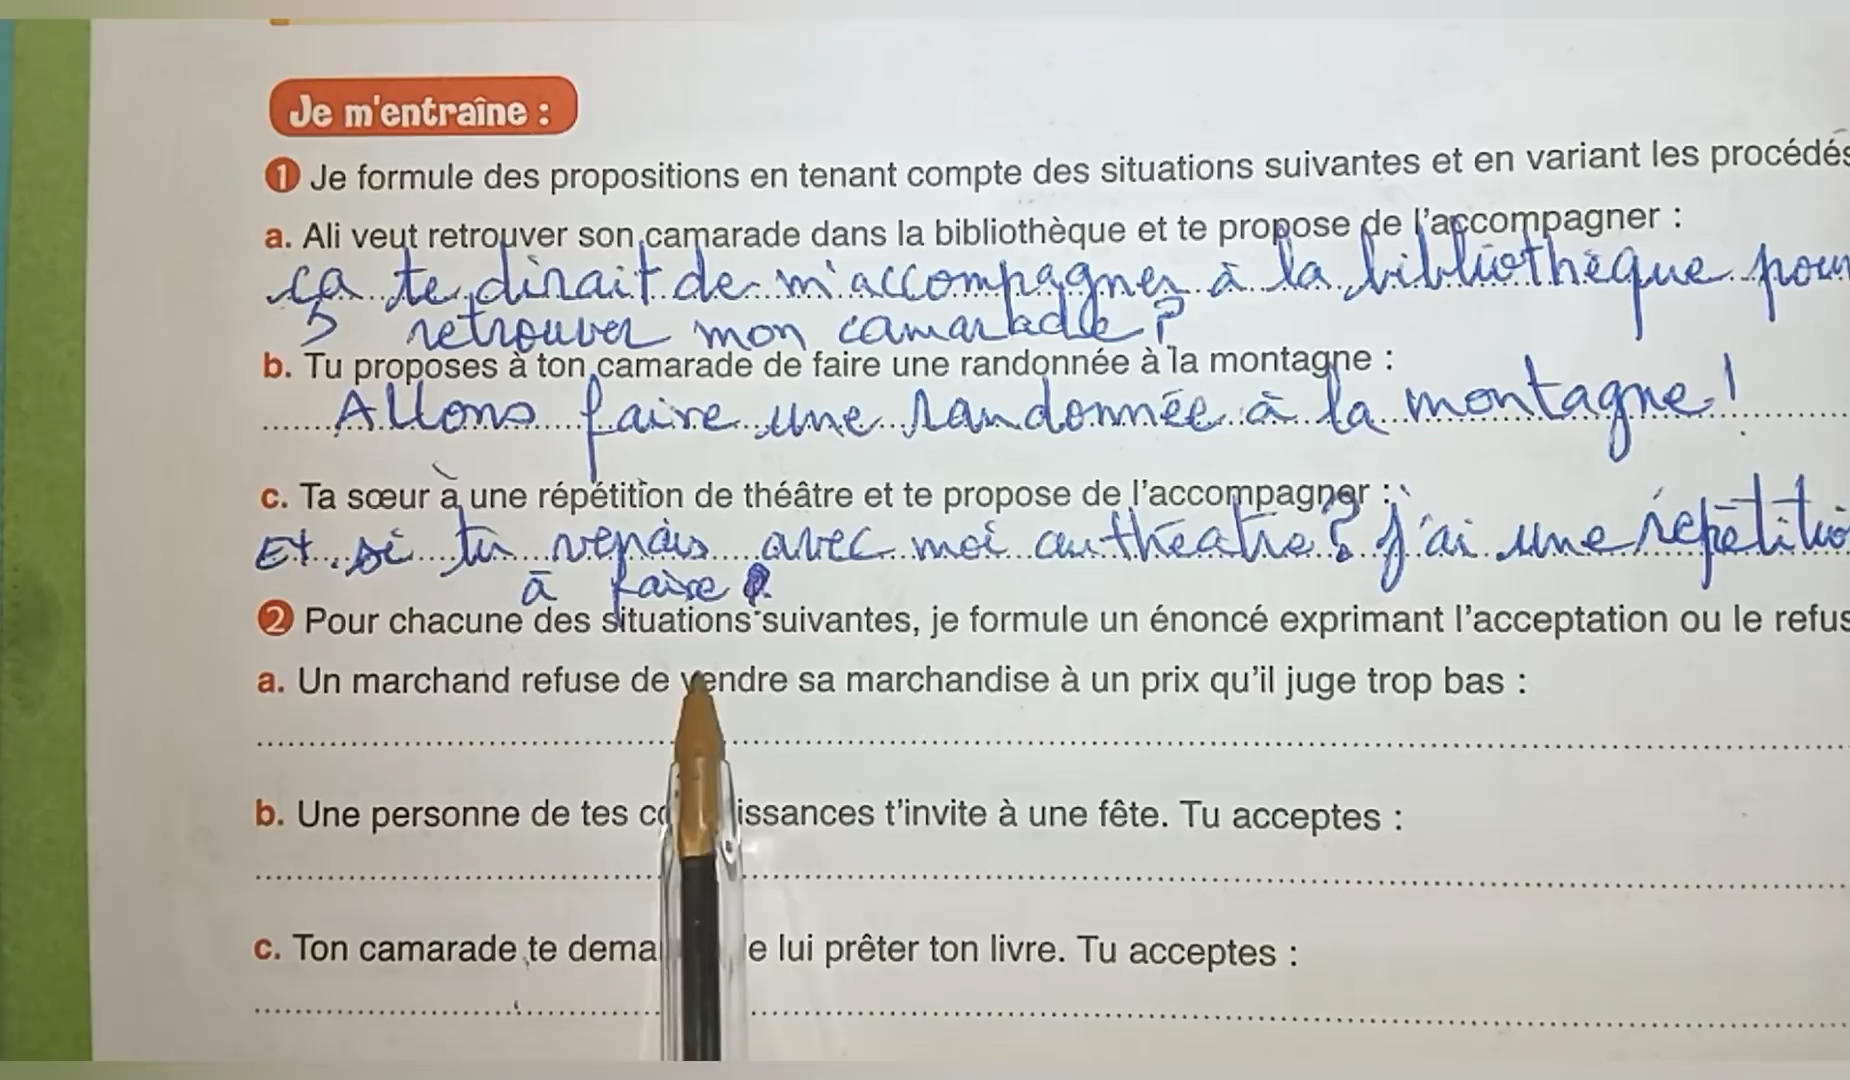 Je m'entraîne :
1 Je formule des propositions en tenant compte des situations suivantes et en variant les procédés
a. Ali veut retrouver son camarade dans la bibliothèque et te propose de l'accompagner :
ça te dirait de m'accompagner à la bibliothèque pour
retrouver mon camarade ?
b. Tu proposes à ton camarade de faire une randonnée à la montagne :
Allons faire une randonnée à la montagne !
c. Ta sœur à une répétition de théâtre et te propose de l'accompagner :
Et si tu venais avec moi au théâtre ? j'ai une répétitio
à faire
2 Pour chacune des situations suivantes, je formule un énoncé exprimant l'acceptation ou le refus
a. Un marchand refuse de vendre sa marchandise à un prix qu'il juge trop bas :
b. Une personne de tes issances t'invite à une fête. Tu acceptes :
c. Ton camarade te dema e lui prêter ton livre. Tu acceptes :